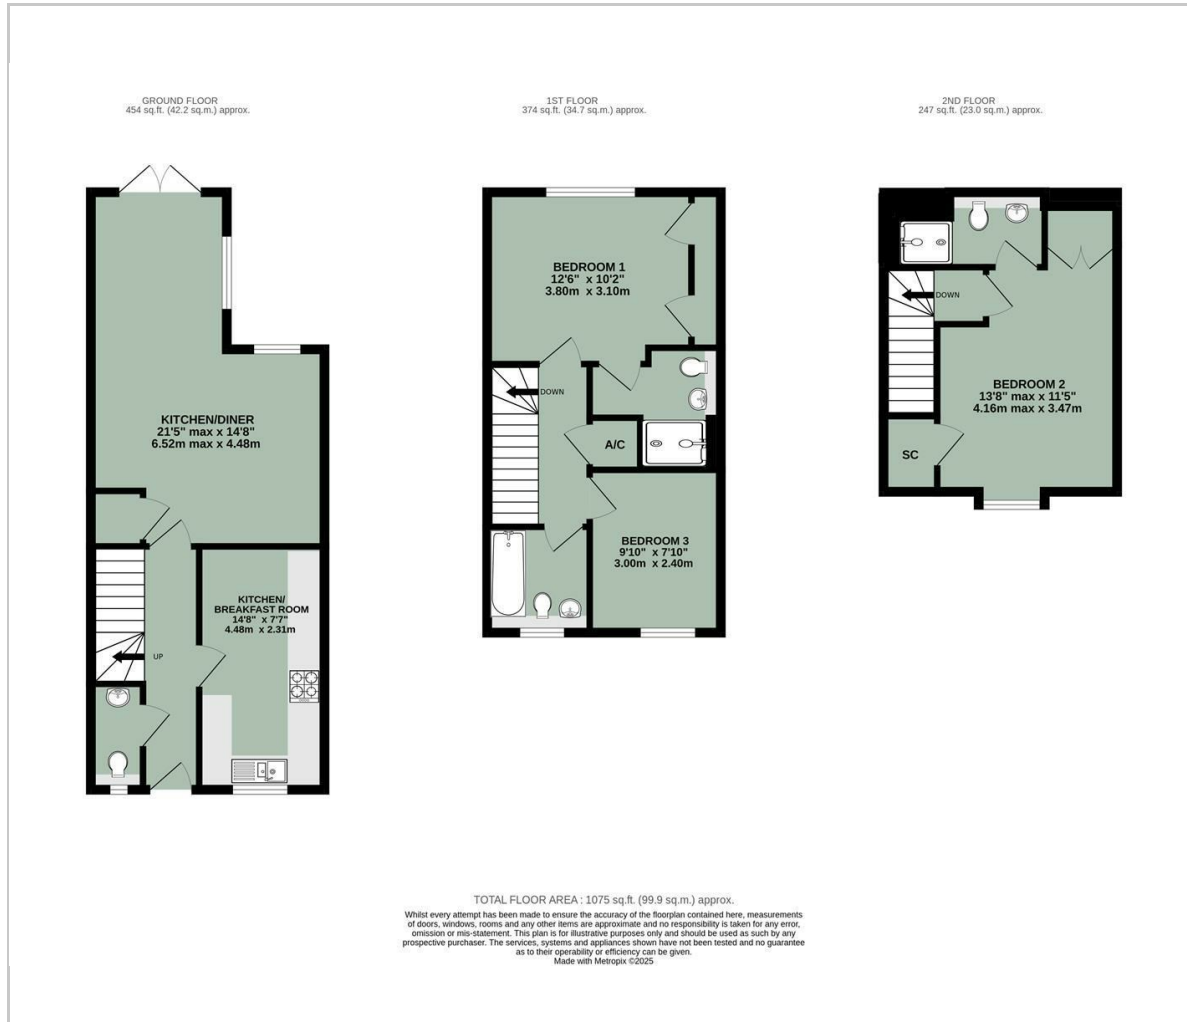 GROUND FLOOR
454 sq.ft. (42.2 sq.m.) approx.
1ST FLOOR
374 sq.ft. (34.7 sq.m.) approx.
2ND FLOOR
247 sq.ft. (23.0 sq.m.) approx.
KITCHEN/DINER
21'5" max x 14'8"
6.52m max x 4.48m
KITCHEN/
BREAKFAST ROOM
14'8" x 7'7"
4.48m x 2.31m
UP
BEDROOM 1
12'6" x 10'2"
3.80m x 3.10m
DOWN
A/C
BEDROOM 3
9'10" x 7'10"
3.00m x 2.40m
DOWN
BEDROOM 2
13'8" max x 11'5"
4.16m max x 3.47m
SC
TOTAL FLOOR AREA : 1075 sq.ft. (99.9 sq.m.) approx.
Whilst every attempt has been made to ensure the accuracy of the floorplan contained here, measurements
of doors, windows, rooms and any other items are approximate and no responsibility is taken for any error,
omission or mis-statement. This plan is for illustrative purposes only and should be used as such by any
prospective purchaser. The services, systems and appliances shown have not been tested and no guarantee
as to their operability or efficiency can be given.
Made with Metropix ©2025